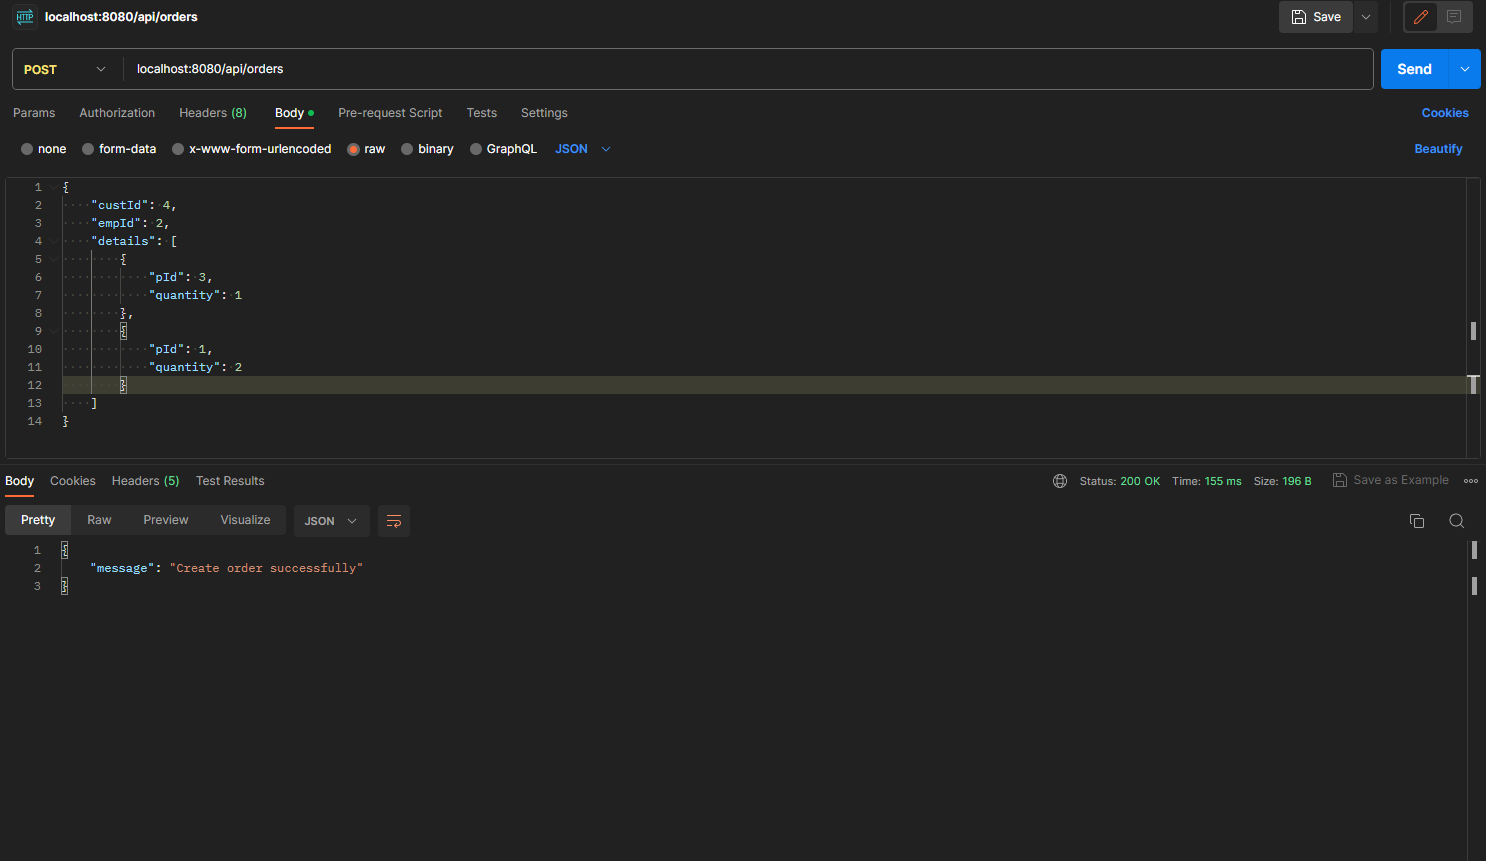 HTTP localhost:8080/api/orders Save
POST localhost:8080/api/orders Send
Params Authorization Headers (8) Body Pre-request Script Tests Settings Cookies
none form-data x-www-form-urlencoded raw binary GraphQL JSON Beautify
1 {
2 "custId": 4,
3 "empId": 2,
4 "details": [
5 {
6 "pId": 3,
7 "quantity": 1
8 },
9 {
10 "pId": 1,
11 "quantity": 2
12 }
13 ]
14 }
Body Cookies Headers (5) Test Results Status: 200 OK Time: 155 ms Size: 196 B Save as Example
Pretty Raw Preview Visualize JSON
1 {
2 "message": "Create order successfully"
3 }